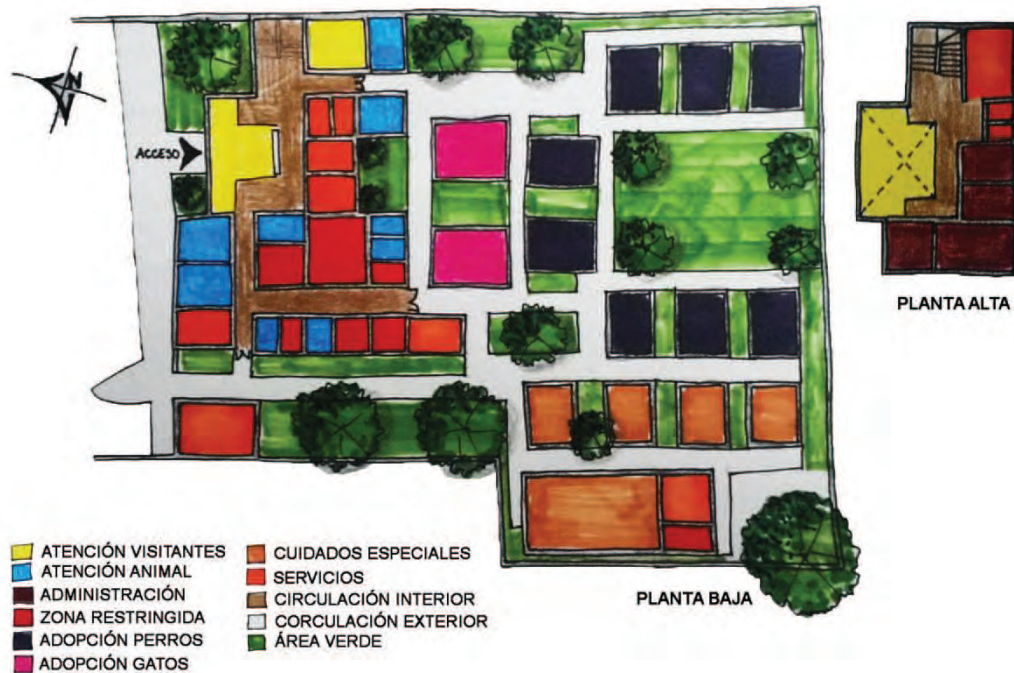 N
ACCESO
PLANTA ALTA
PLANTA BAJA
ATENCIÓN VISITANTES
ATENCIÓN ANIMAL
ADMINISTRACIÓN
ZONA RESTRINGIDA
ADOPCIÓN PERROS
ADOPCIÓN GATOS
CUIDADOS ESPECIALES
SERVICIOS
CIRCULACIÓN INTERIOR
CORCULACIÓN EXTERIOR
ÁREA VERDE